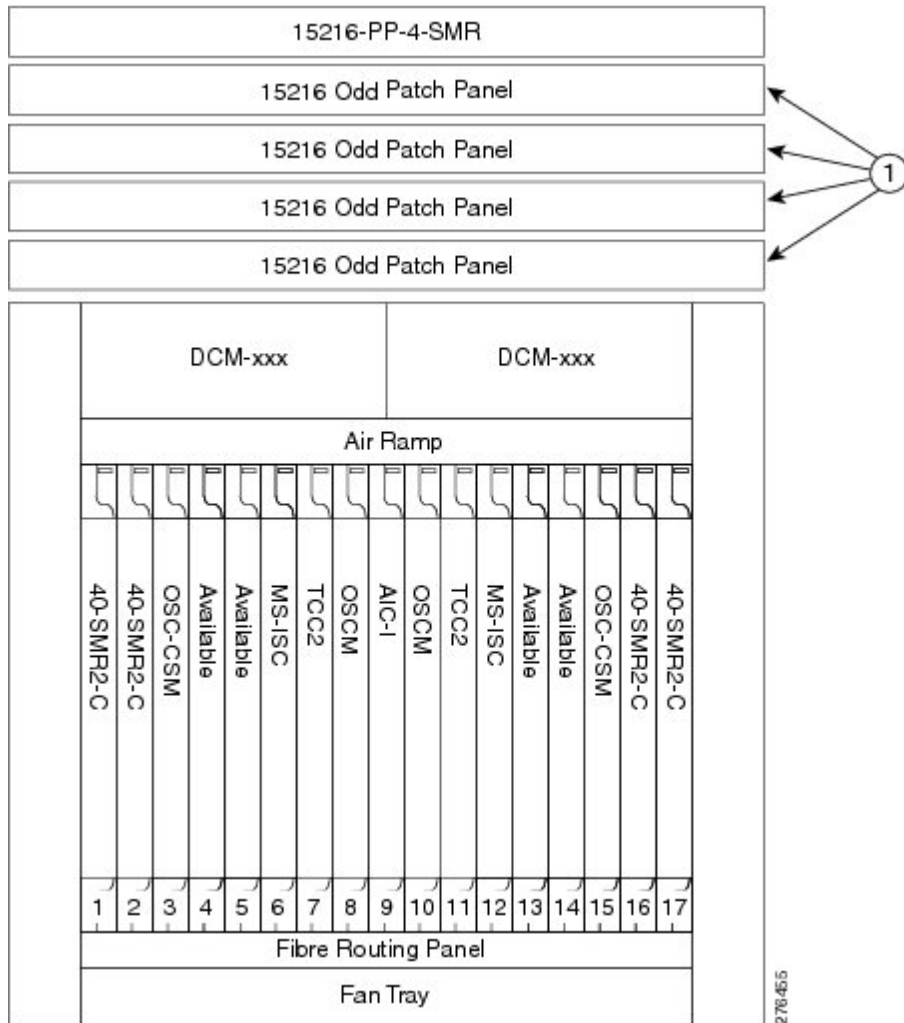 15216-PP-4-SMR
15216 Odd Patch Panel
15216 Odd Patch Panel
1
15216 Odd Patch Panel
15216 Odd Patch Panel
DCM-xxx
DCM-xxx
Air Ramp
40-SMR2-C
40-SMR2-C
OSC-CSM
Available
Available
MS-ISC
TCC2
OSCM
AIC-I
OSCM
TCC2
MS-ISC
Available
Available
OSC-CSM
40-SMR2-C
40-SMR2-C
1 2 3 4 5 6 7 8 9 10 11 12 13 14 15 16 17
Fibre Routing Panel
Fan Tray
276455